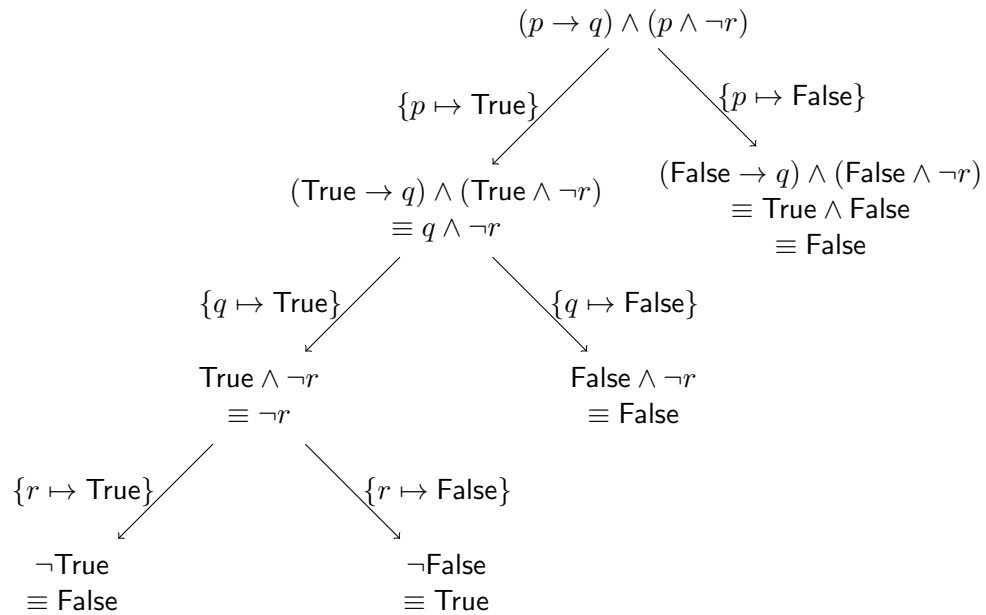 (p → q) ∧ (p ∧ ¬r)
{p ↦ True}
{p ↦ False}
(True → q) ∧ (True ∧ ¬r)
≡ q ∧ ¬r
(False → q) ∧ (False ∧ ¬r)
≡ True ∧ False
≡ False
{q ↦ True}
{q ↦ False}
True ∧ ¬r
≡ ¬r
False ∧ ¬r
≡ False
{r ↦ True}
{r ↦ False}
¬True
≡ False
¬False
≡ True